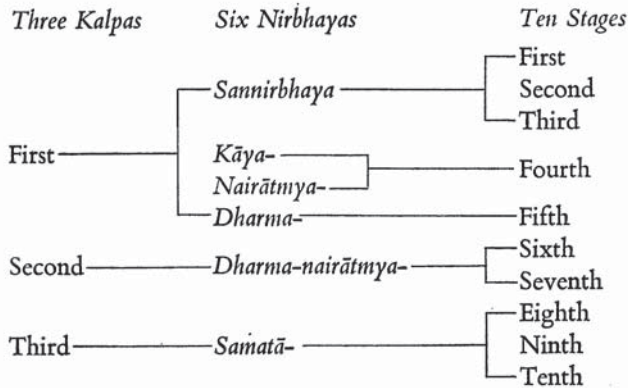 Three Kalpas Six Nirbhayas Ten Stages
First
Sannirbhaya Second
Third
First Kāya- Fourth
Nairātmya-
Dharma- Fifth
Second Dharma-nairātmya- Sixth
Seventh
Eighth
Third Samatā- Ninth
Tenth